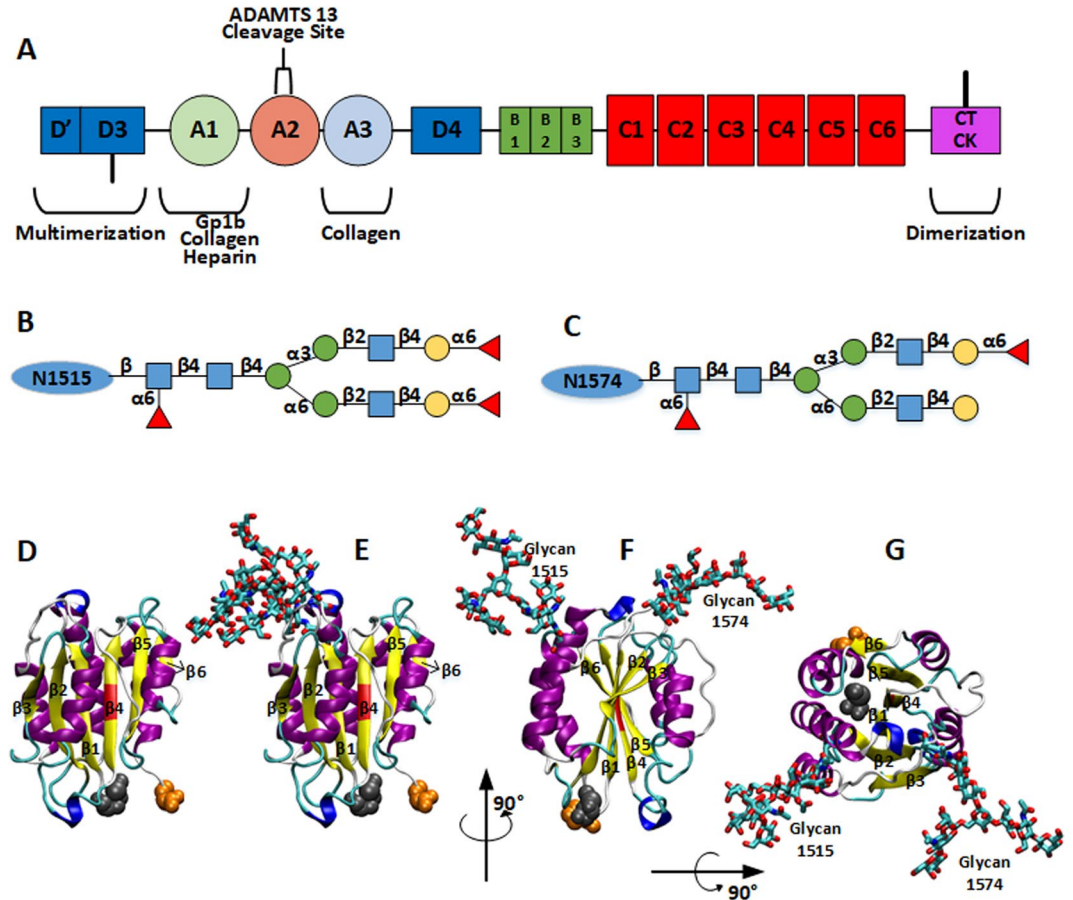 A
ADAMTS 13
Cleavage Site
D' D3 A1 A2 A3 D4 B1 B2 B3 C1 C2 C3 C4 C5 C6 CT CK
Multimerization
Gp1b
Collagen
Heparin
Collagen
Dimerization
B
N1515 β β4 β4
α6
α3 β2 β4 α6
α6 β2 β4 α6
C
N1574 β β4 β4
α6
α3 β2 β4 α6
α6 β2 β4
D
β5
β6
β2
β3
β4
β1
E
β5
β6
β2
β3
β4
β1
F
Glycan
1515
Glycan
1574
β6 β2
β3
β5
β1 β4
90°
G
β6
β5
β4
β1
β2
β3
Glycan
1515
Glycan
1574
90°